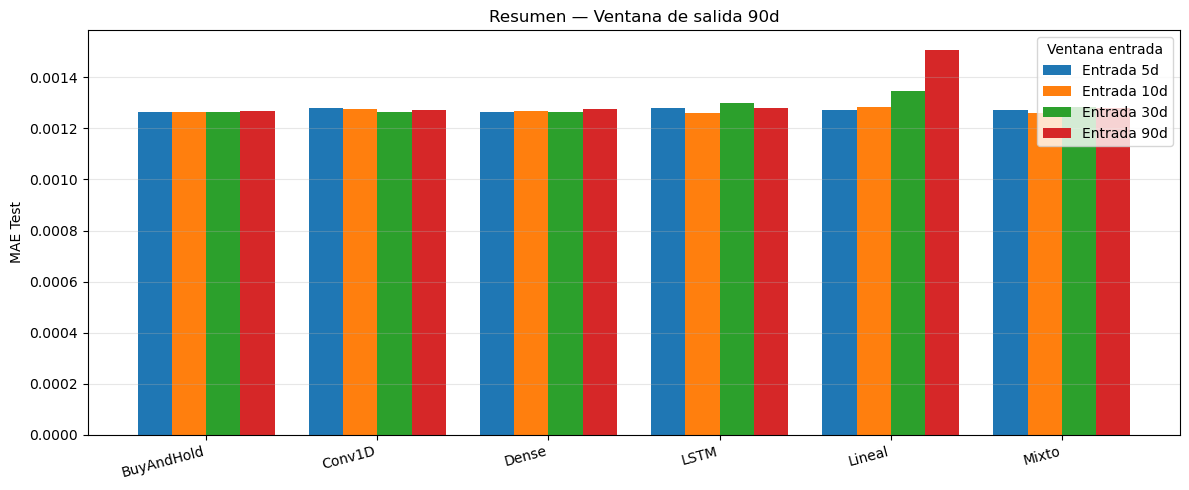 Resumen — Ventana de salida 90d
MAE Test
0.0014
0.0012
0.0010
0.0008
0.0006
0.0004
0.0002
0.0000
Ventana entrada
Entrada 5d
Entrada 10d
Entrada 30d
Entrada 90d
BuyAndHold
Conv1D
Dense
LSTM
Lineal
Mixto